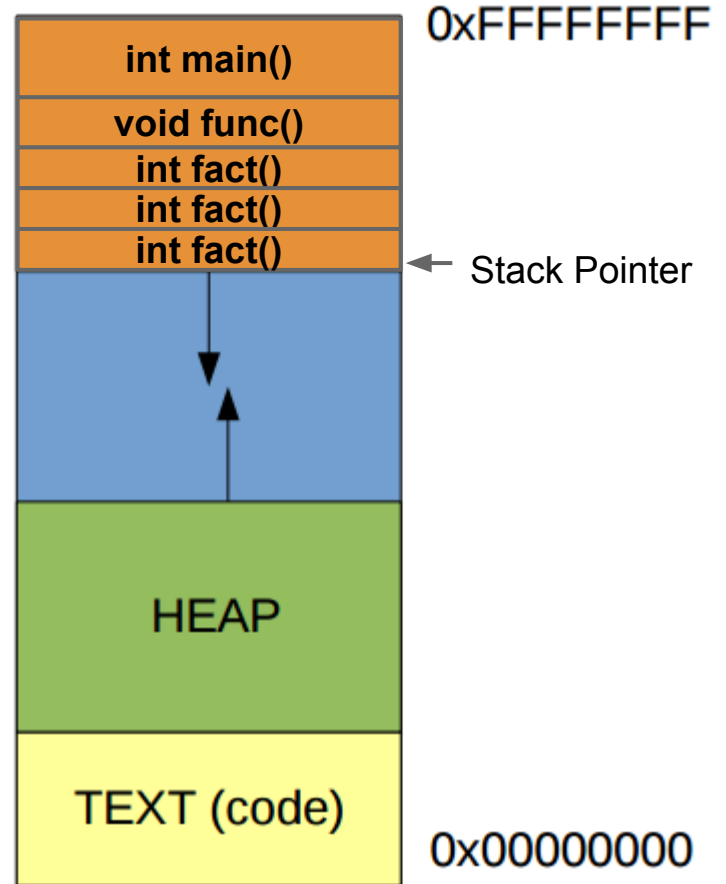 0xFFFFFFFF
int main()
void func()
int fact()
int fact()
int fact()
Stack Pointer
HEAP
TEXT (code)
0x00000000